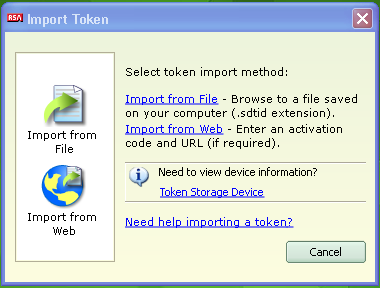 RSA Import Token
Select token import method:
Import from File - Browse to a file saved
on your computer (.sdtid extension).
Import from Web - Enter an activation
code and URL (if required).
Import from
File
Import from
Web
Need to view device information?
Token Storage Device
Need help importing a token?
Cancel